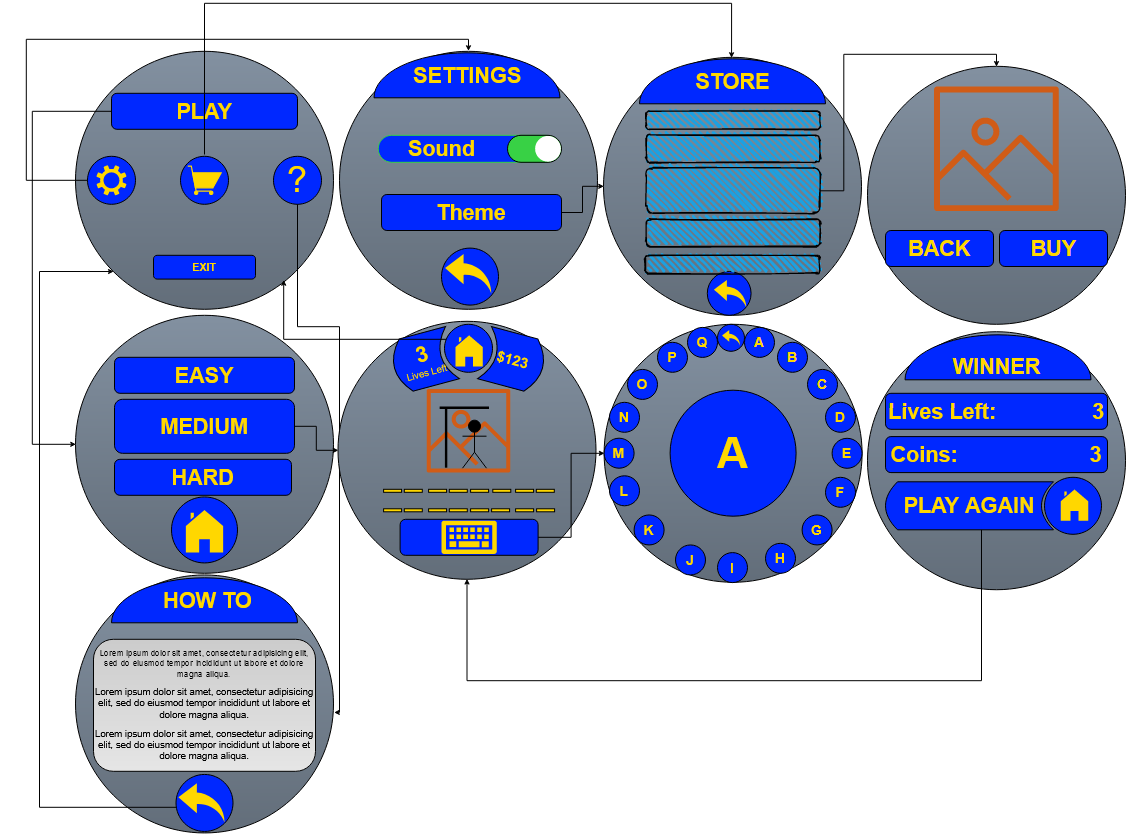 PLAY
?
EXIT
SETTINGS
Sound
Theme
STORE
BACK
BUY
EASY
MEDIUM
HARD
3
Lives Left
$123
A
B
C
D
E
F
G
H
I
J
K
L
M
N
O
P
Q
A
WINNER
Lives Left: 3
Coins: 3
PLAY AGAIN
HOW TO
Lorem ipsum dolor sit amet, consectetur adipisicing elit,
sed do eiusmod tempor incididunt ut labore et dolore
magna aliqua.
Lorem ipsum dolor sit amet, consectetur adipisicing
elit, sed do eiusmod tempor incididunt ut labore et
dolore magna aliqua.
Lorem ipsum dolor sit amet, consectetur adipisicing
elit, sed do eiusmod tempor incididunt ut labore et
dolore magna aliqua.